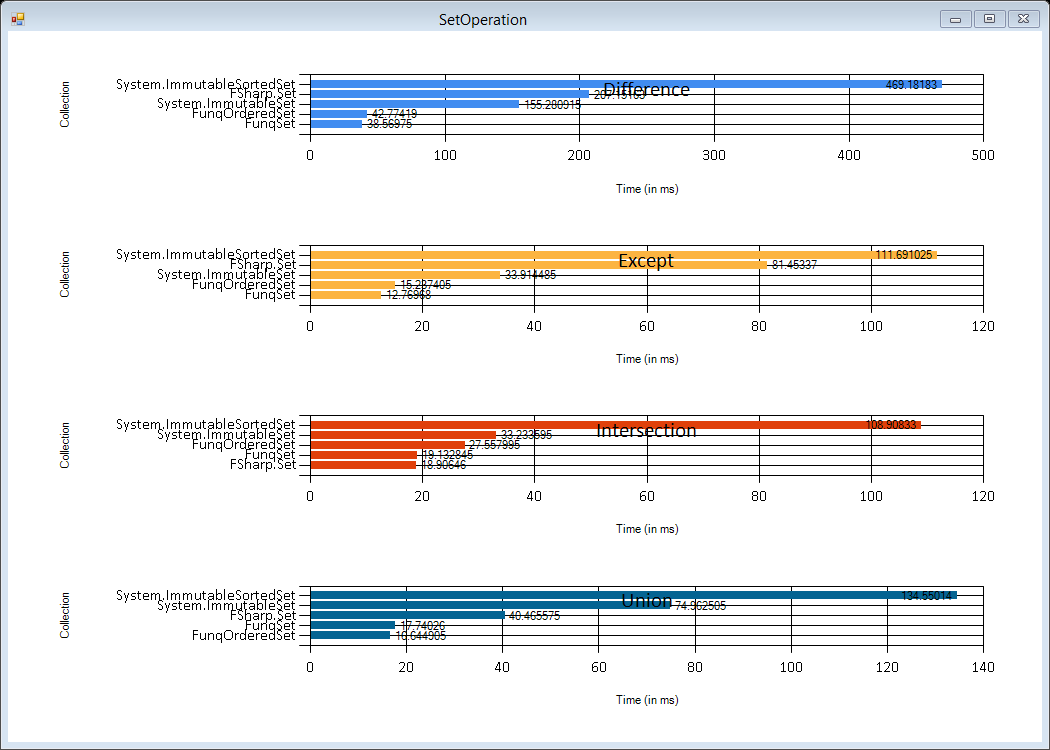 SetOperation
Difference
Collection
System.ImmutableSortedSet 469.18183
FSharp.Set
System.ImmutableSet 155.280915
FunqOrderedSet 42.77419
FunqSet 38.56975
0 100 200 300 400 500
Time (in ms)
Except
Collection
System.ImmutableSortedSet 111.691025
FSharp.Set 81.45337
System.ImmutableSet 33.914485
FunqOrderedSet 15.237405
FunqSet 12.76968
0 20 40 60 80 100 120
Time (in ms)
Intersection
Collection
System.ImmutableSortedSet 108.90833
System.ImmutableSet 33.233595
FunqOrderedSet 27.557995
FunqSet 19.132845
FSharp.Set 18.90646
0 20 40 60 80 100 120
Time (in ms)
Union
Collection
System.ImmutableSortedSet 134.55014
System.ImmutableSet 74.962505
FSharp.Set 40.465575
FunqSet 17.74026
FunqOrderedSet 16.644905
0 20 40 60 80 100 120 140
Time (in ms)